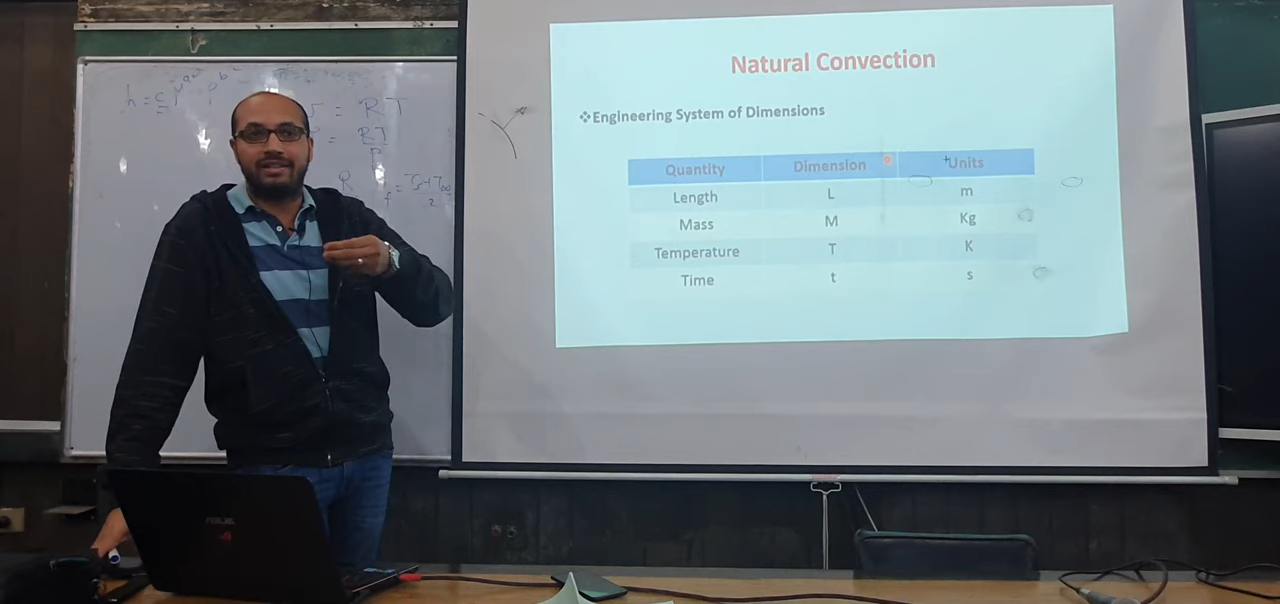 Natural Convection
❖Engineering System of Dimensions
Quantity Dimension Units
Length L m
Mass M Kg
Temperature T K
Time t s
= RT
RT
P
R
ASUS